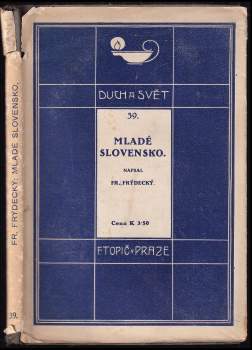 FR. FRÝDECKÝ: MLADÉ SLOVENSKO.
39.
DUCH A SVĚT
39.
MLADÉ
SLOVENSKO.
NAPSAL
FR. FRÝDECKÝ.
Cena K 3·50
F. TOPIČ V PRAZE